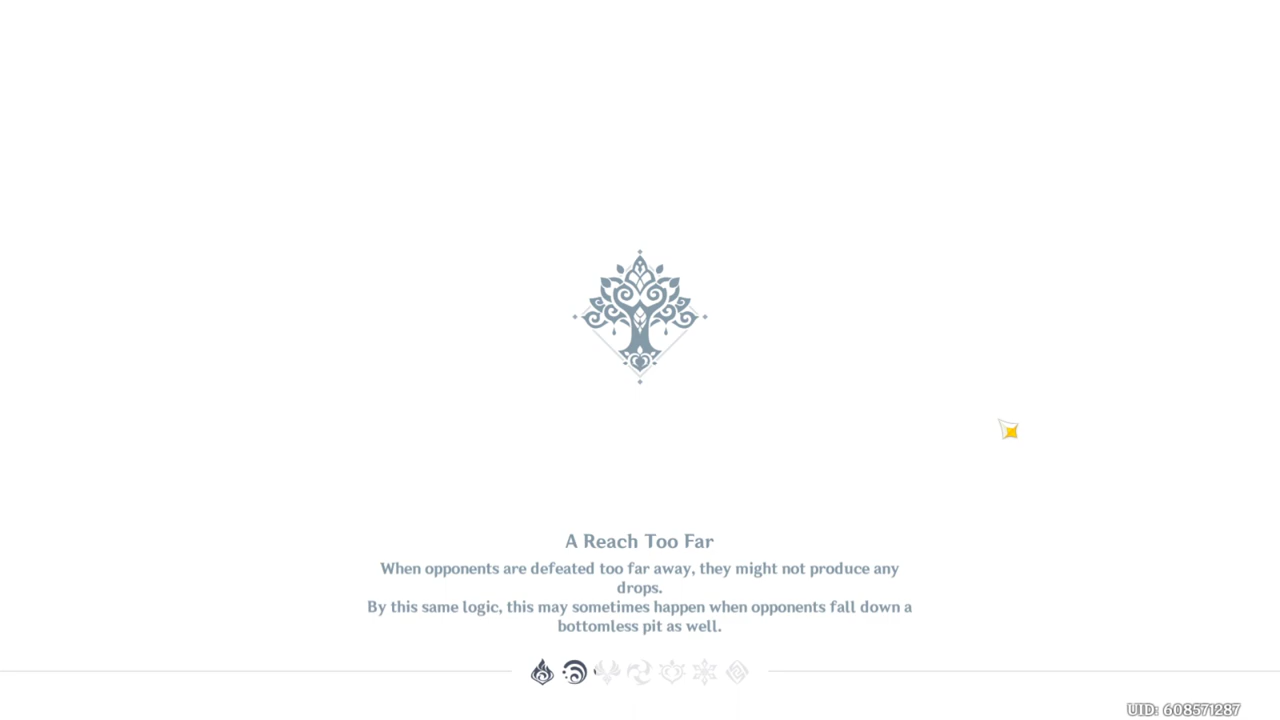 A Reach Too Far
When opponents are defeated too far away, they might not produce any
drops.
By this same logic, this may sometimes happen when opponents fall down a
bottomless pit as well.
UID: 608571287